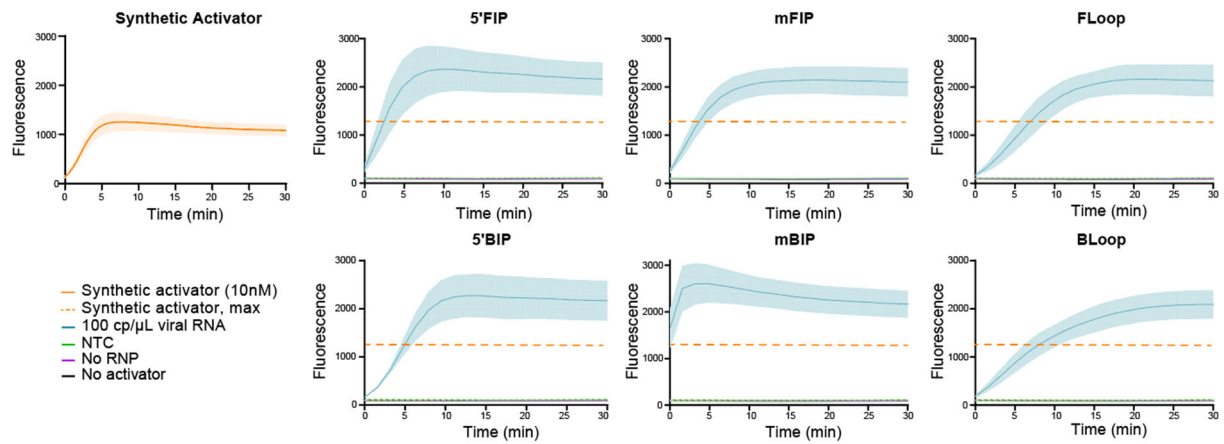 Synthetic Activator
3000
2000
1000
0
Fluorescence
0 5 10 15 20 25 30
Time (min)
5'FIP
3000
2000
1000
0
Fluorescence
0 5 10 15 20 25 30
Time (min)
mFIP
3000
2000
1000
0
Fluorescence
0 5 10 15 20 25 30
Time (min)
FLoop
3000
2000
1000
0
Fluorescence
0 5 10 15 20 25 30
Time (min)
Synthetic activator (10nM)
Synthetic activator, max
100 cp/µL viral RNA
NTC
No RNP
No activator
5'BIP
3000
2000
1000
0
Fluorescence
0 5 10 15 20 25 30
Time (min)
mBIP
3000
2000
1000
0
Fluorescence
0 5 10 15 20 25 30
Time (min)
BLoop
3000
2000
1000
0
Fluorescence
0 5 10 15 20 25 30
Time (min)